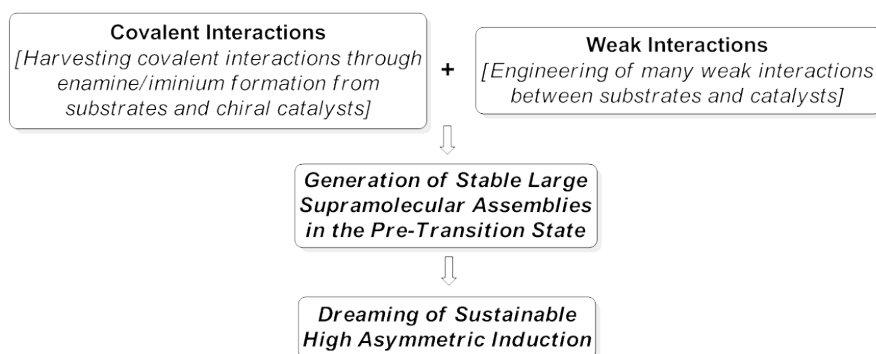 Covalent Interactions
[Harvesting covalent interactions through
enamine/iminium formation from
substrates and chiral catalysts]
+
Weak Interactions
[Engineering of many weak interactions
between substrates and catalysts]
Generation of Stable Large
Supramolecular Assemblies
in the Pre-Transition State
Dreaming of Sustainable
High Asymmetric Induction